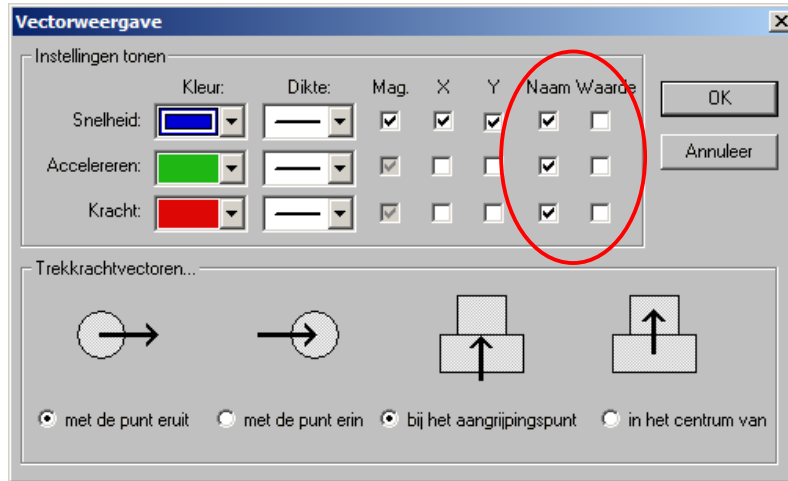 Vectorweergave
Instellingen tonen
Kleur: Dikte: Mag. X Y Naam Waarde
Snelheid:
Accelereren:
Kracht:
OK
Annuleer
Trekkrachtvectoren...
met de punt eruit met de punt erin bij het aangrijpingspunt in het centrum van